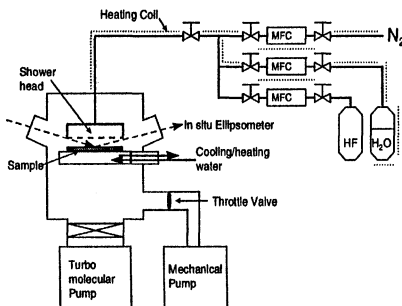 Heating Coil
MFC
N2
Shower
head
MFC
In situ Ellipsometer
MFC
Sample
Cooling/heating
water
HF
H2O
Throttle Valve
Turbo
molecular
Pump
Mechanical
Pump